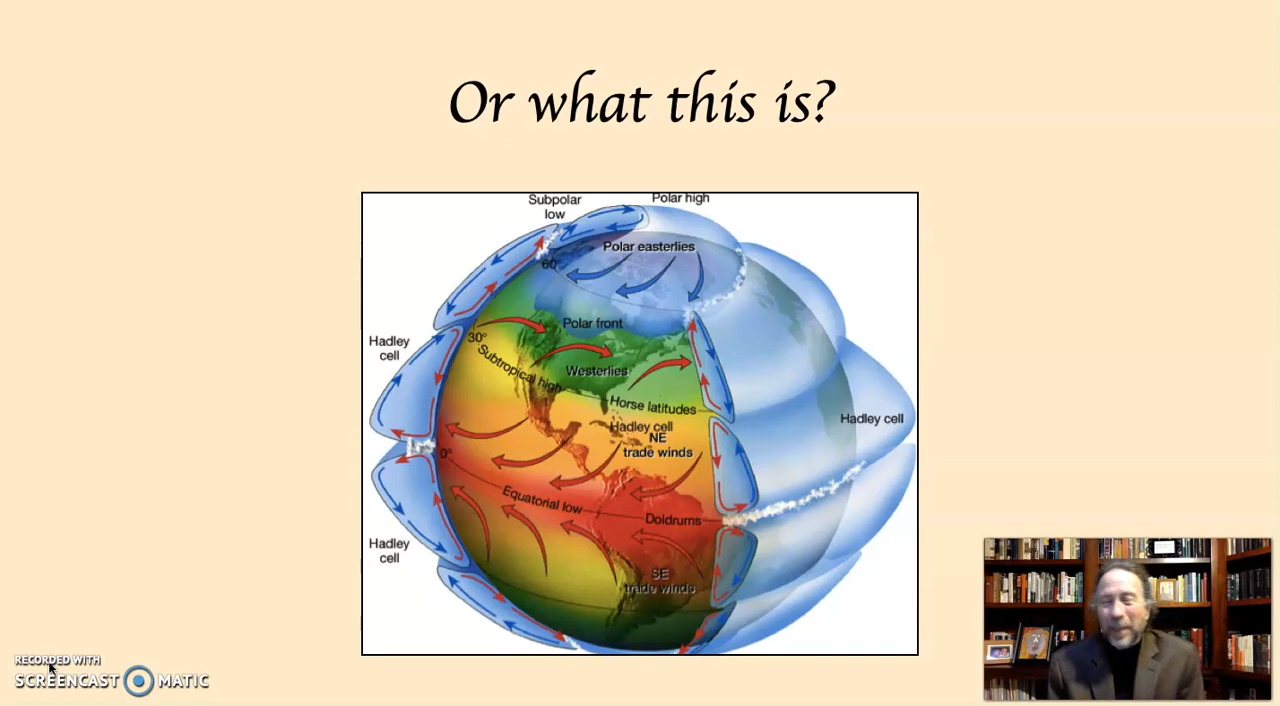 Or what this is?
Subpolar
low
Polar high
Polar easterlies
60°
Polar front
30°
Hadley
cell
Subtropical high
Westerlies
Horse latitudes
Hadley cell
Hadley cell
NE
trade winds
0°
Equatorial low
Doldrums
Hadley
cell
SE
trade winds
RECORDED WITH
SCREENCAST MATIC